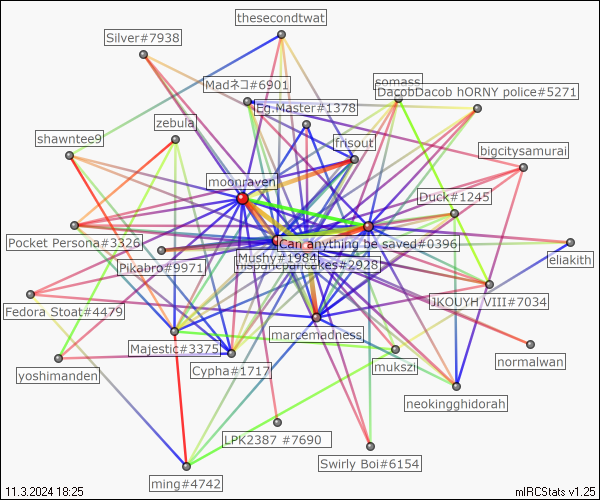 thesecondtwat
Silver#7938
Madネコ#6901
somass
DacobDacob hORNY police#5271
Eg.Master#1378
zebula
shawntee9
frisout
bigcitysamurai
moonraven
Duck#1245
Pocket Persona#3326
Can anything be saved#0396
Mushy#1984
eliakith
Pikabro#9971
hispanicpancakes#2928
JKOUYH VIII#7034
Fedora Stoat#4479
marcemadness
Majestic#3375
normalwan
Cypha#1717
mukszi
yoshimanden
neokingghidorah
LPK2387 #7690
Swirly Boi#6154
ming#4742
11.3.2024 18:25
mIRCStats v1.25